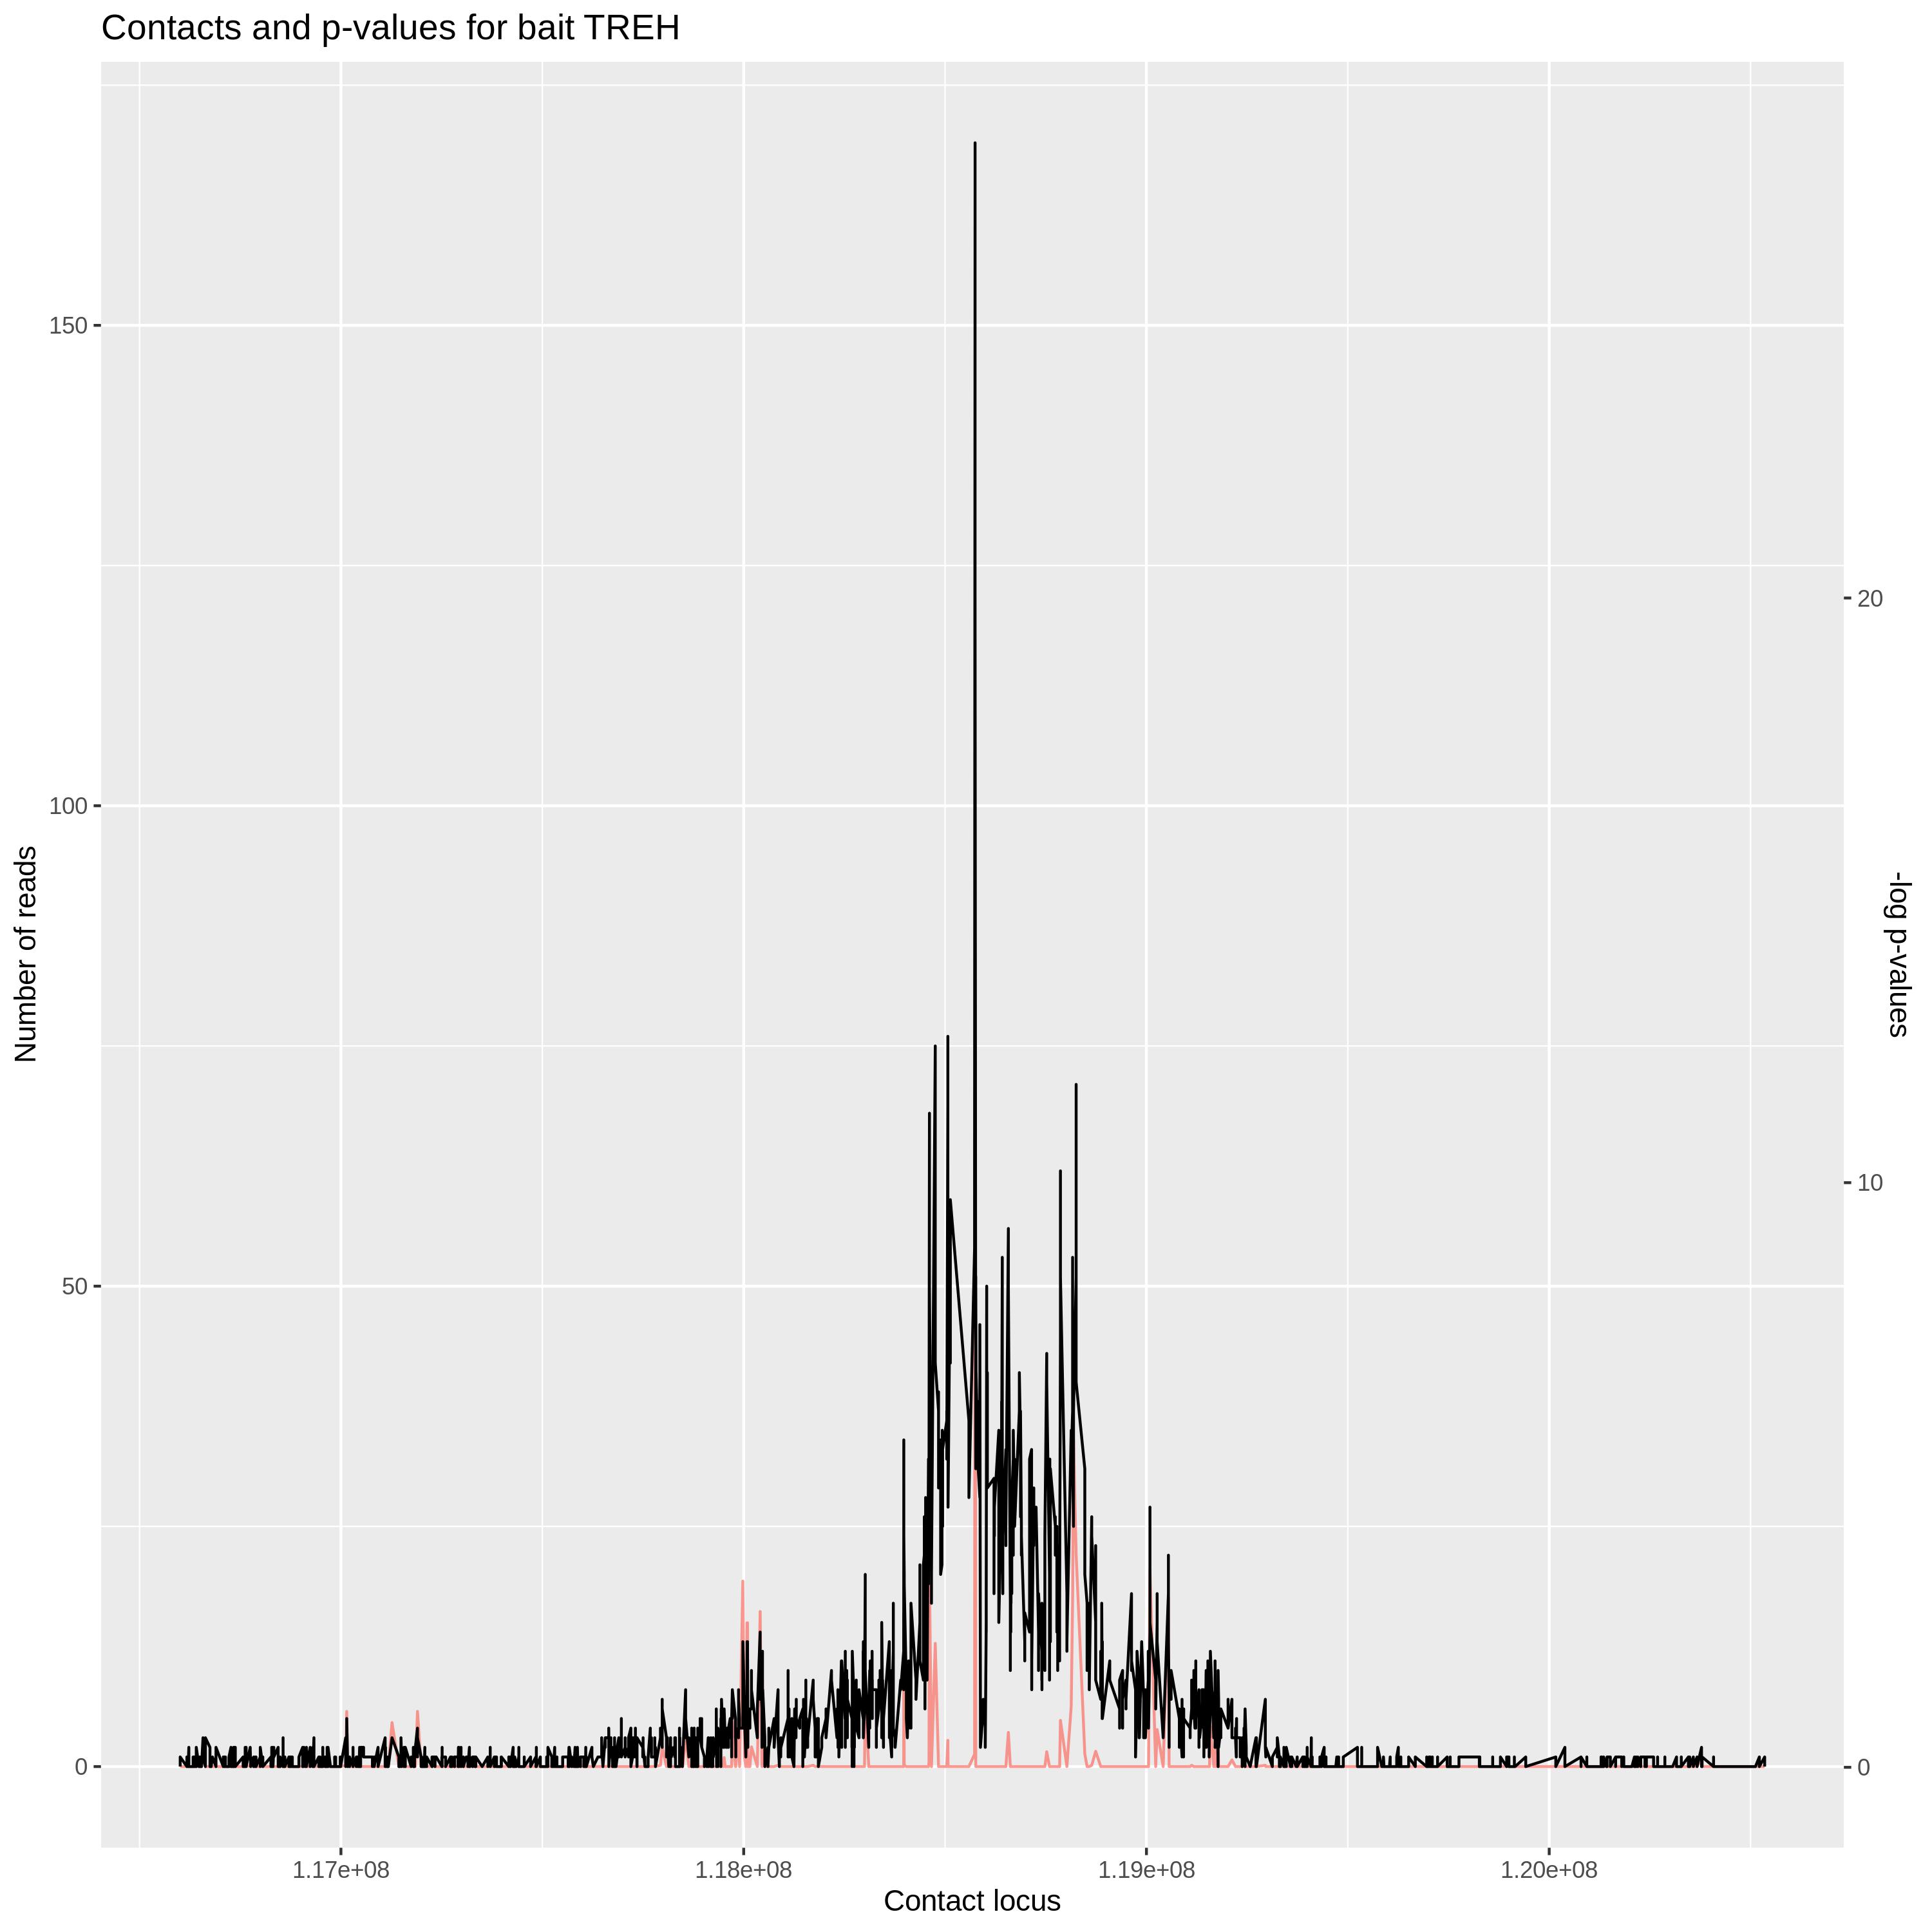 Contacts and p-values for bait TREH
150
100
50
0
Number of reads
20
10
0
-log p-values
1.17e+08
1.18e+08
1.19e+08
1.20e+08
Contact locus